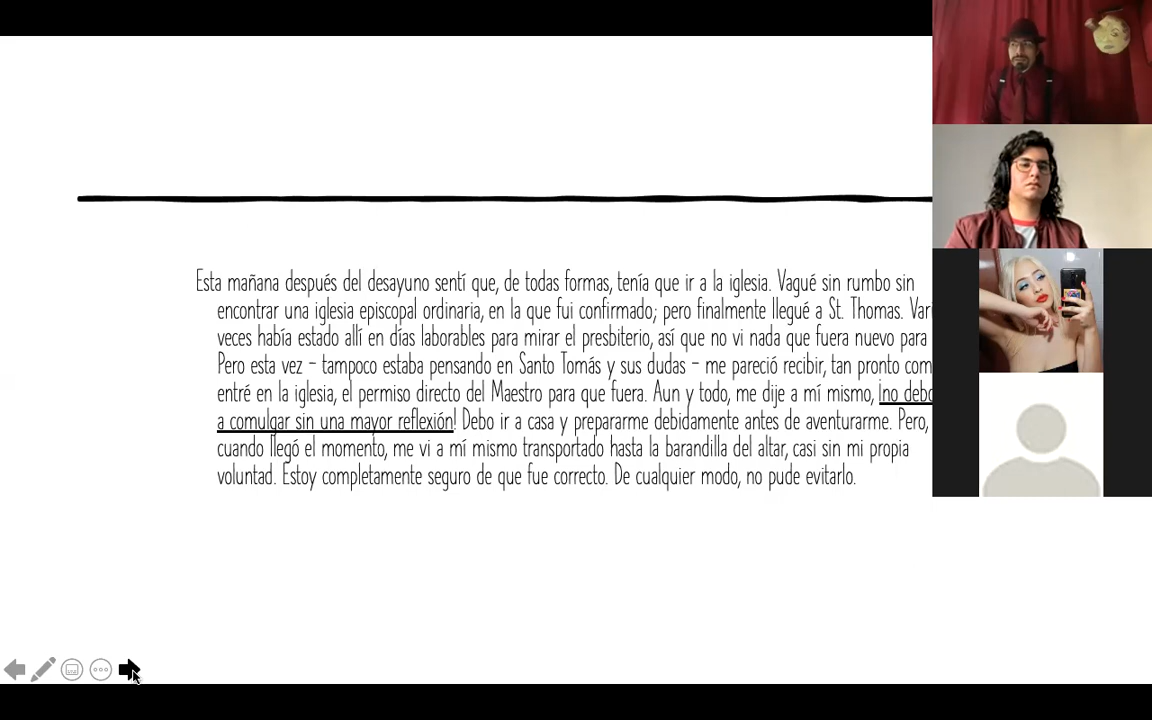 Esta mañana después del desayuno sentí que, de todas formas, tenía que ir a la iglesia. Vagué sin rumbo sin
encontrar una iglesia episcopal ordinaria, en la que fui confirmado; pero finalmente llegué a St. Thomas.
veces había estado allí en días laborables para mirar el presbiterio, así que no vi nada que fuera nuevo para
Pero esta vez – tampoco estaba pensando en Santo Tomás y sus dudas – me pareció recibir, tan pronto
entré en la iglesia, el permiso directo del Maestro para que fuera. Aun y todo, me dije a mí mismo, ¡no
a comulgar sin una mayor reflexión! Debo ir a casa y prepararme debidamente antes de aventurarme. Pero,
cuando llegó el momento, me vi a mí mismo transportado hasta la barandilla del altar, casi sin mi propia
voluntad. Estoy completamente seguro de que fue correcto. De cualquier modo, no pude evitarlo.